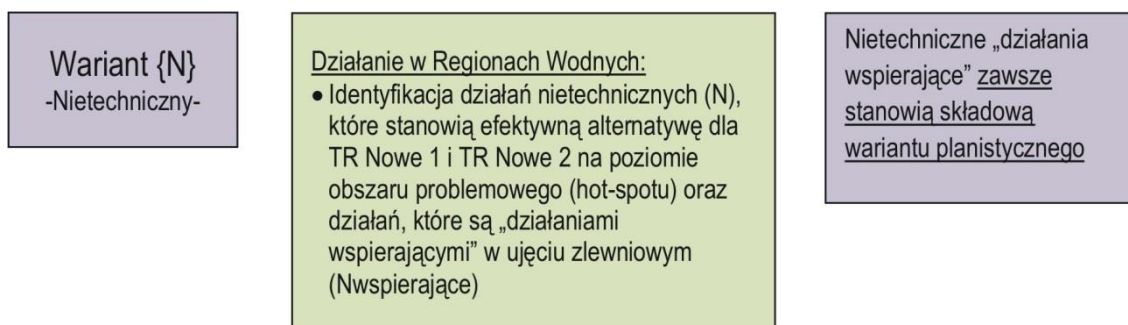 Wariant {N}
-Nietechniczny-
Działanie w Regionach Wodnych:
• Identyfikacja działań nietechnicznych (N),
które stanowią efektywną alternatywę dla
TR Nowe 1 i TR Nowe 2 na poziomie
obszaru problemowego (hot-spotu) oraz
działań, które są „działaniami
wspierającymi” w ujęciu zlewniowym
(Nwspierające)
Nietechniczne „działania
wspierające” zawsze
stanowią składową
wariantu planistycznego